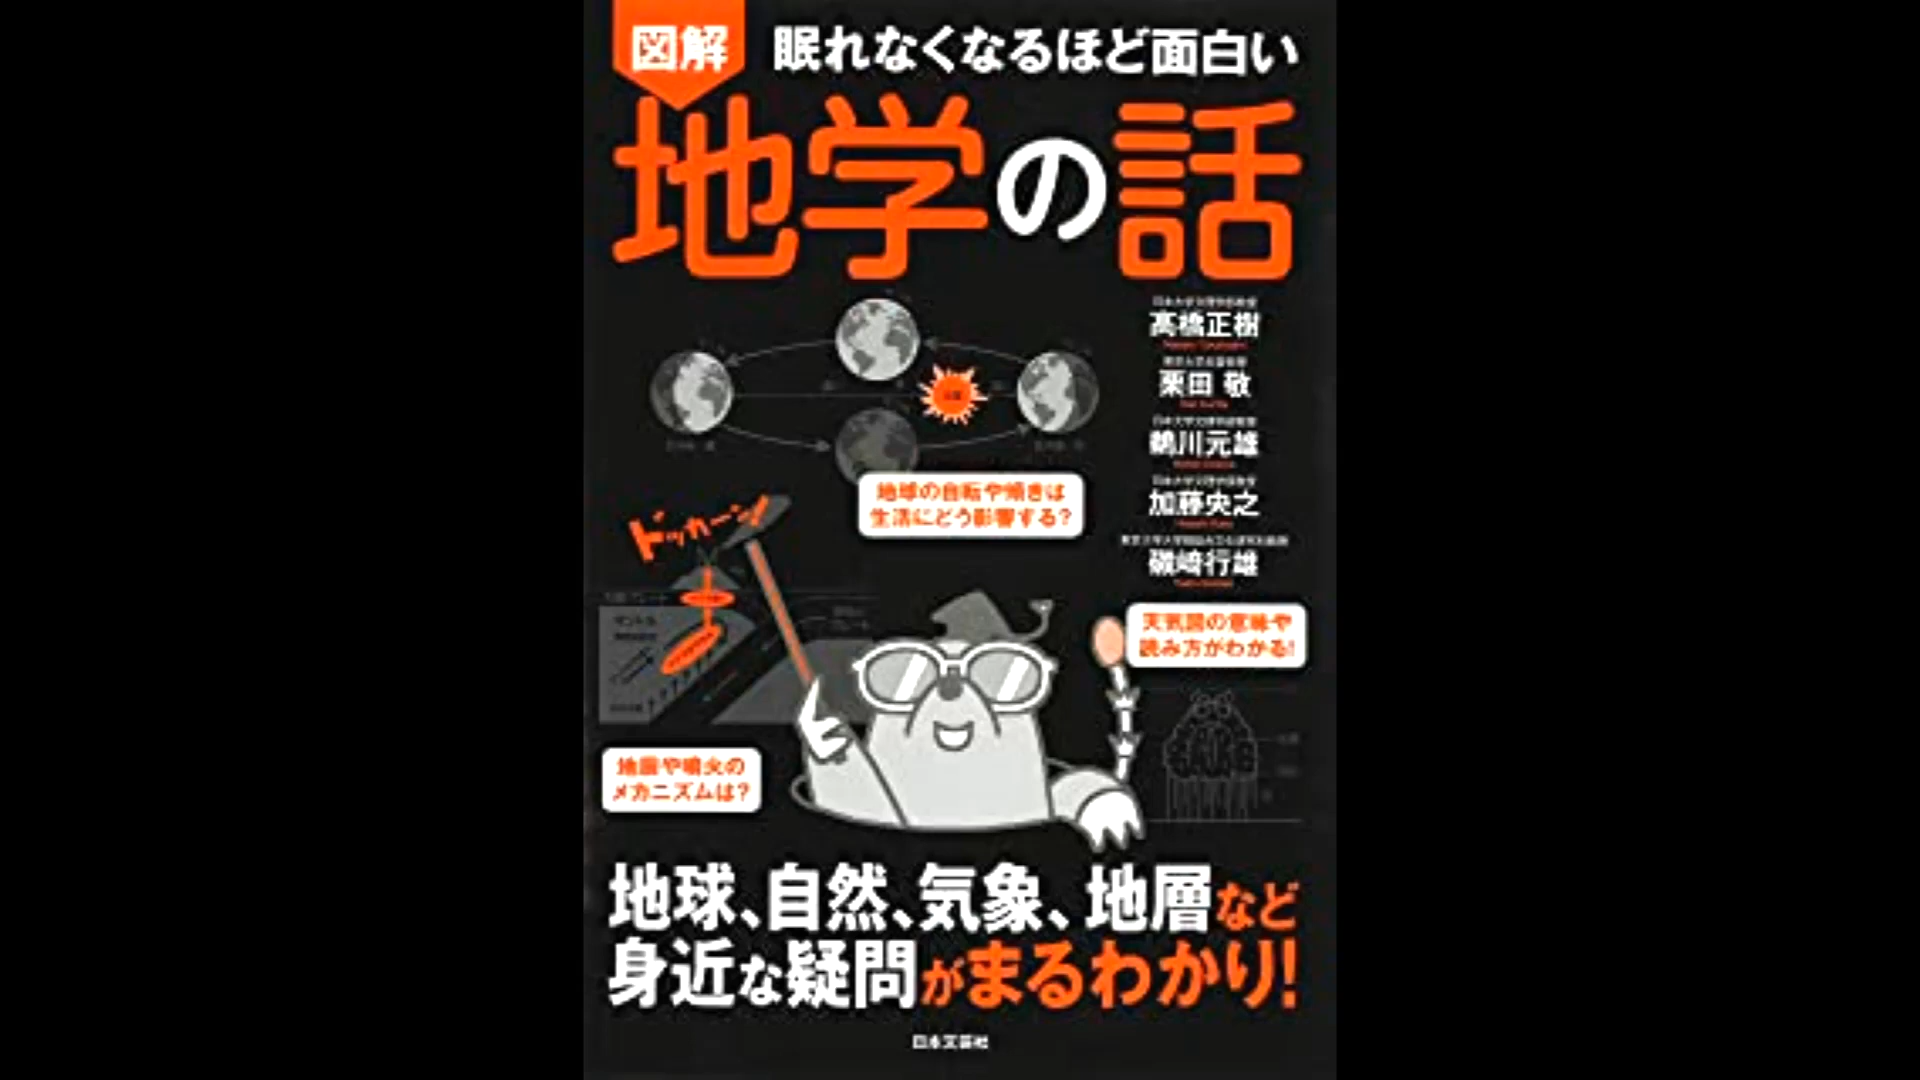 図解
眠れなくなるほど面白い
地学の話
高橋正樹
栗田 敬
鵜川元雄
加藤央之
磯﨑行雄
地球の自転や傾きは
生活にどう影響する?
ドッカーン!
天気図の意味や
読み方がわかる!
マントル
地震や噴火の
メカニズムは?
地球、自然、気象、地層など
身近な疑問がまるわかり!
日本文芸社